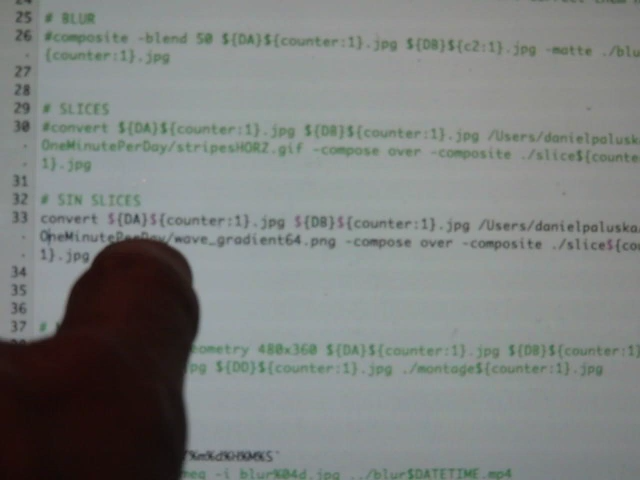 25 # BLUR
26 #composite -blend 50 ${DA}${counter:1}.jpg ${DB}${c2:1}.jpg -matte ./blu
{counter:1}.jpg
27
28
29 # SLICES
30 #convert ${DA}${counter:1}.jpg ${DB}${counter:1}.jpg /Users/danielpaluska
OneMinutePerDay/stripesHORZ.gif -compose over -composite ./slice${counte
1}.jpg
31
32 # SIN SLICES
33 convert ${DA}${counter:1}.jpg ${DB}${counter:1}.jpg /Users/danielpaluska
OneMinutePerDay/wave_gradient64.png -compose over -composite ./slice${cou
1}.jpg
34
35
36
37 #
ometry 480x360 ${DA}${counter:1}.jpg ${DB}${counter:1}
pg ${DD}${counter:1}.jpg ./montage${counter:1}.jpg
%m%d%H%M%S`
meg -i blur%04d.jpg ../blur$DATETIME.mp4